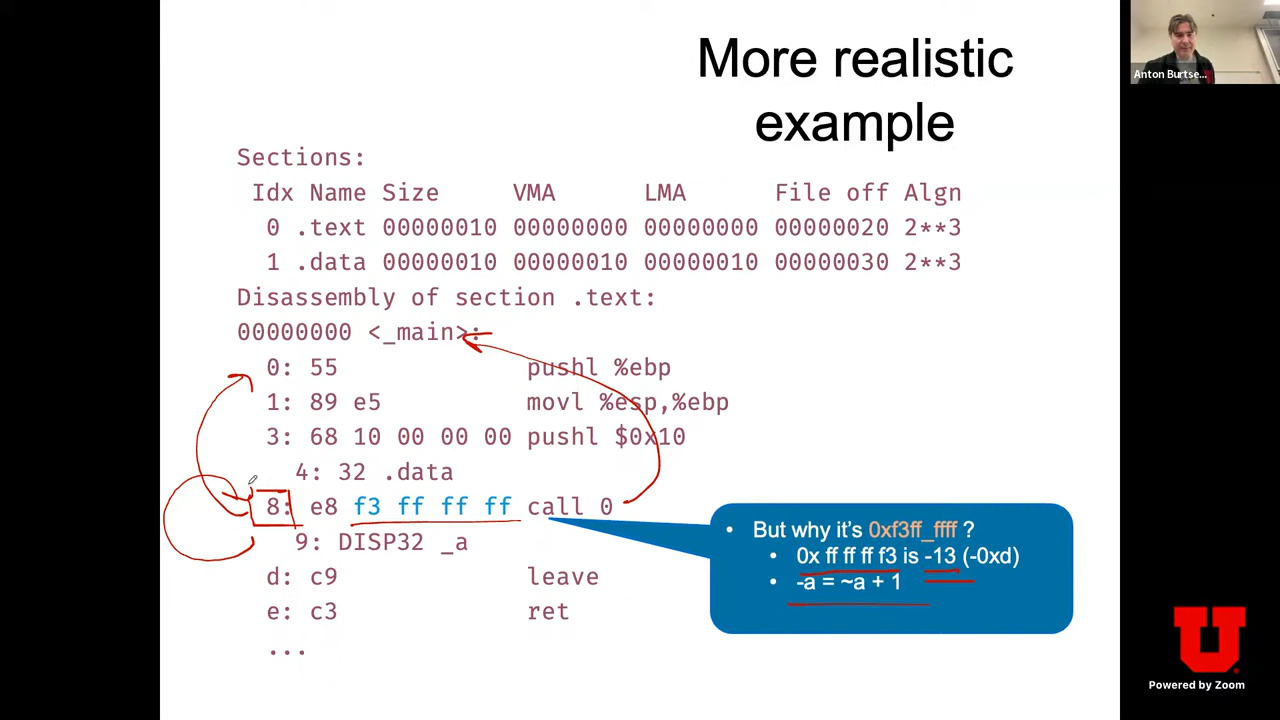 More realistic
example
Anton Burtse...
Sections:
Idx Name Size VMA LMA File off Algn
0 .text 00000010 00000000 00000000 00000020 2**3
1 .data 00000010 00000010 00000010 00000030 2**3
Disassembly of section .text:
00000000 <_main>:
0: 55 pushl %ebp
1: 89 e5 movl %esp,%ebp
3: 68 10 00 00 00 pushl $0x10
4: 32 .data
8: e8 f3 ff ff ff call 0
9: DISP32 _a
d: c9 leave
e: c3 ret
...
• But why it's 0xf3ff_ffff ?
• 0x ff ff ff f3 is -13 (-0xd)
• -a = ~a + 1
U
Powered by Zoom